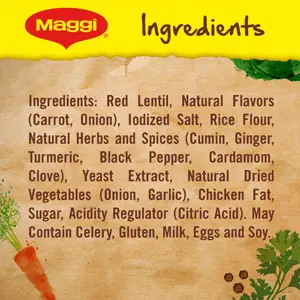 Maggi
Ingredients
Ingredients: Red Lentil, Natural Flavors
(Carrot, Onion), Iodized Salt, Rice Flour,
Natural Herbs and Spices (Cumin, Ginger,
Turmeric, Black Pepper, Cardamom,
Clove), Yeast Extract, Natural Dried
Vegetables (Onion, Garlic), Chicken Fat,
Sugar, Acidity Regulator (Citric Acid). May
Contain Celery, Gluten, Milk, Eggs and Soy.